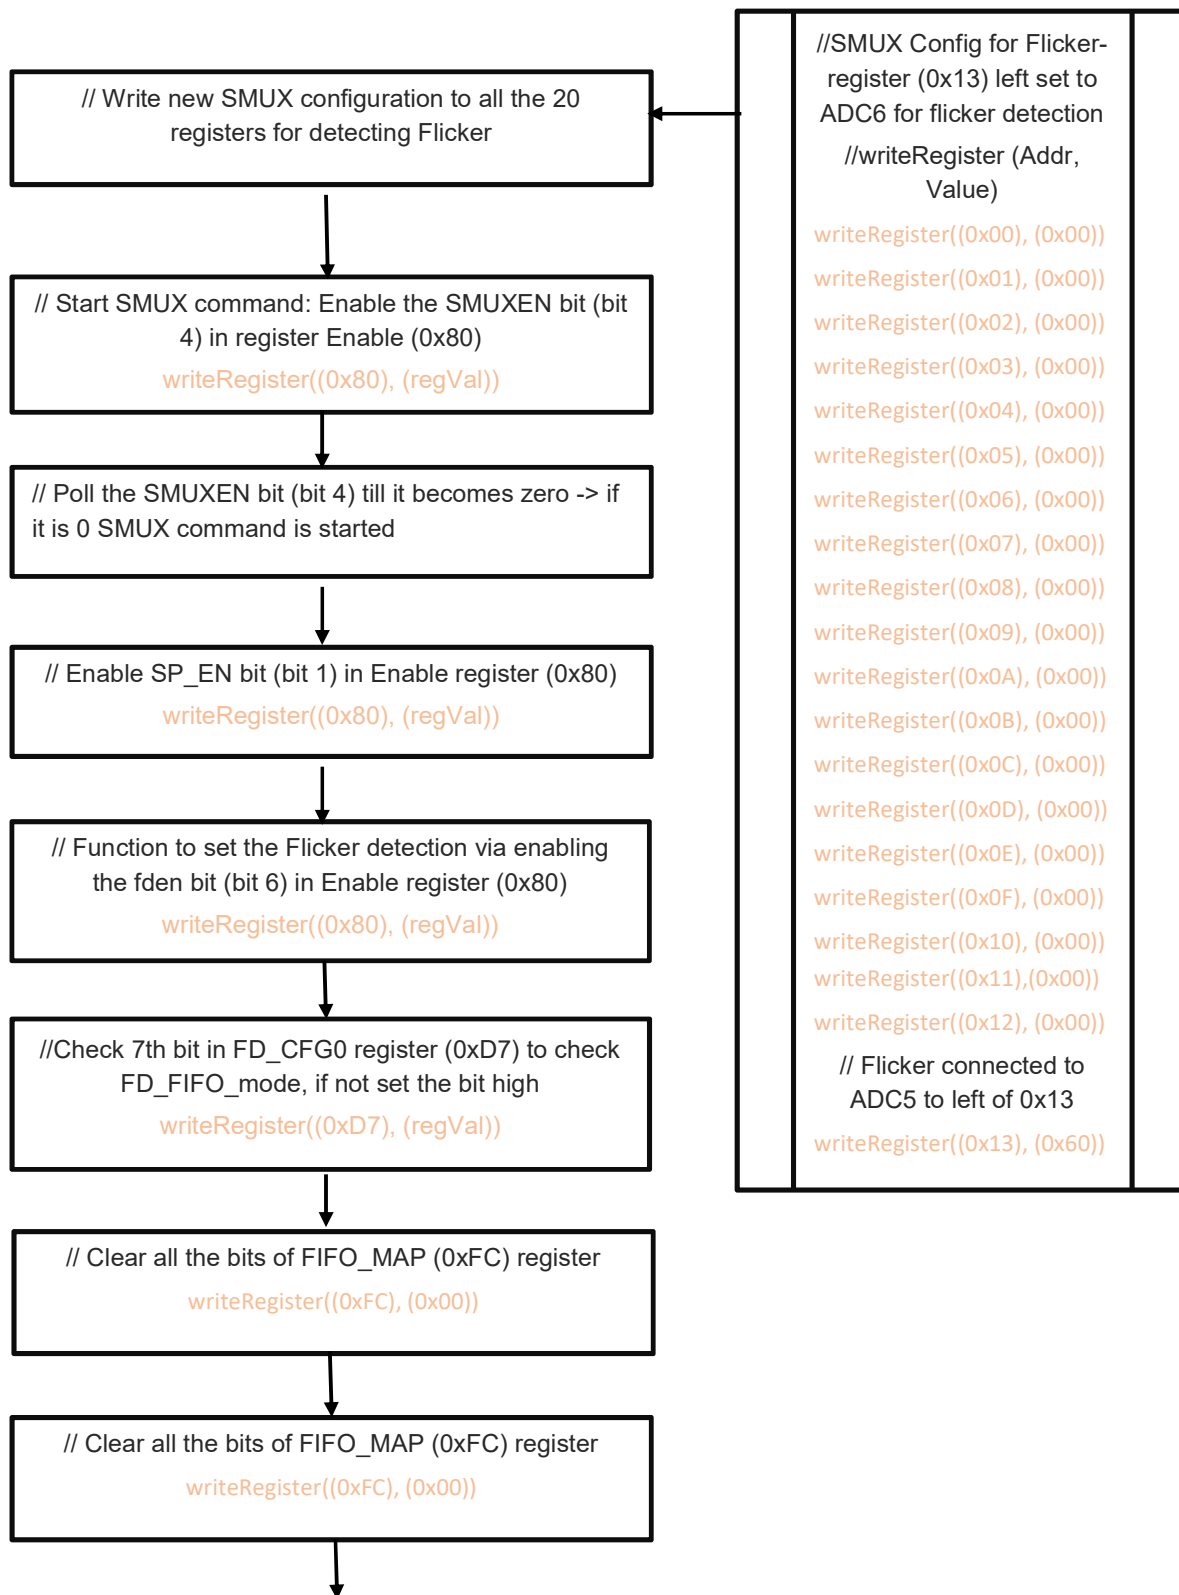 // Write new SMUX configuration to all the 20
registers for detecting Flicker
// Start SMUX command: Enable the SMUXEN bit (bit
4) in register Enable (0x80)
writeRegister((0x80), (regVal))
// Poll the SMUXEN bit (bit 4) till it becomes zero -> if
it is 0 SMUX command is started
// Enable SP_EN bit (bit 1) in Enable register (0x80)
writeRegister((0x80), (regVal))
// Function to set the Flicker detection via enabling
the fden bit (bit 6) in Enable register (0x80)
writeRegister((0x80), (regVal))
//Check 7th bit in FD_CFG0 register (0xD7) to check
FD_FIFO_mode, if not set the bit high
writeRegister((0xD7), (regVal))
// Clear all the bits of FIFO_MAP (0xFC) register
writeRegister((0xFC), (0x00))
// Clear all the bits of FIFO_MAP (0xFC) register
writeRegister((0xFC), (0x00))
//SMUX Config for Flicker-
register (0x13) left set to
ADC6 for flicker detection
//writeRegister (Addr,
Value)
writeRegister((0x00), (0x00))
writeRegister((0x01), (0x00))
writeRegister((0x02), (0x00))
writeRegister((0x03), (0x00))
writeRegister((0x04), (0x00))
writeRegister((0x05), (0x00))
writeRegister((0x06), (0x00))
writeRegister((0x07), (0x00))
writeRegister((0x08), (0x00))
writeRegister((0x09), (0x00))
writeRegister((0x0A), (0x00))
writeRegister((0x0B), (0x00))
writeRegister((0x0C), (0x00))
writeRegister((0x0D), (0x00))
writeRegister((0x0E), (0x00))
writeRegister((0x0F), (0x00))
writeRegister((0x10), (0x00))
writeRegister((0x11),(0x00))
writeRegister((0x12), (0x00))
// Flicker connected to
ADC5 to left of 0x13
writeRegister((0x13), (0x60))